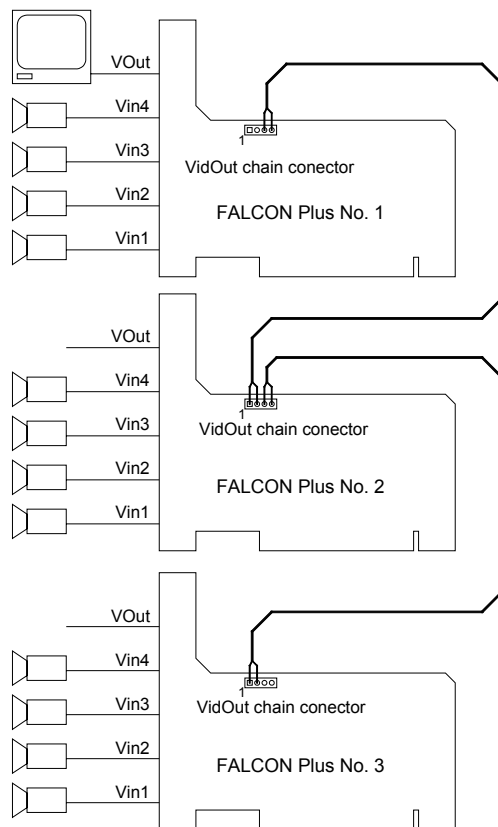 VOut
Vin4
1
Vin3
VidOut chain conector
Vin2
FALCON Plus No. 1
Vin1
VOut
Vin4
1
Vin3
VidOut chain conector
Vin2
FALCON Plus No. 2
Vin1
VOut
Vin4
1
Vin3
VidOut chain conector
Vin2
FALCON Plus No. 3
Vin1